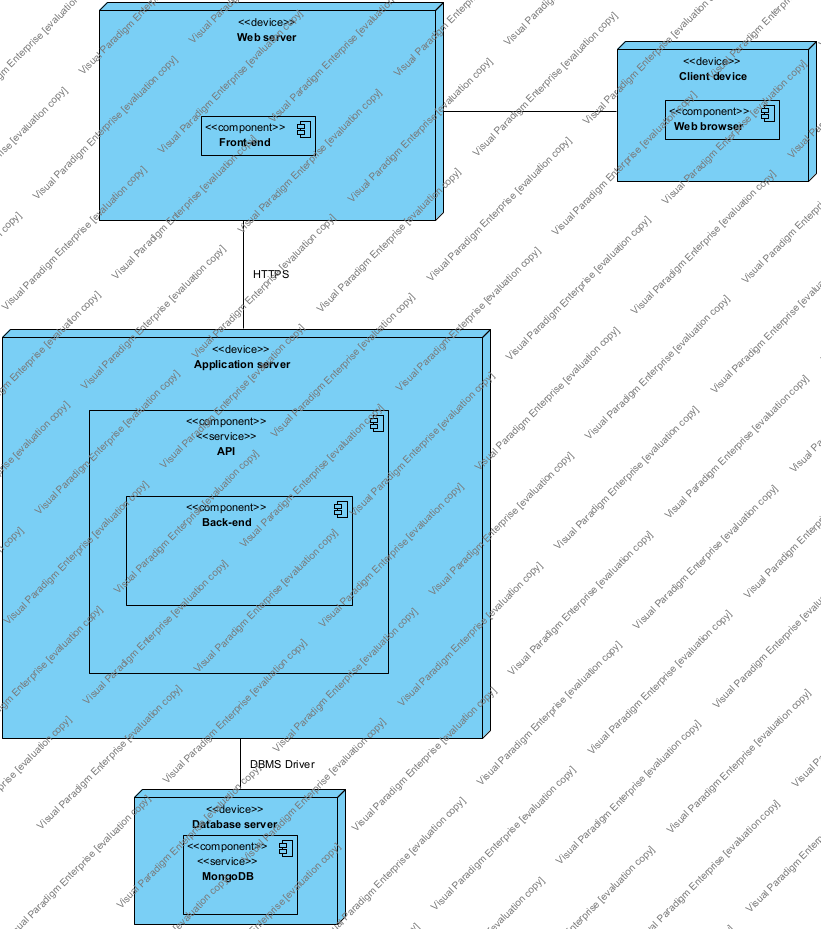 <<device>>
Web server
<<component>>
Front-end
<<device>>
Client device
<<component>>
Web browser
HTTPS
<<device>>
Application server
<<component>>
<<service>>
API
<<component>>
Back-end
DBMS Driver
<<device>>
Database server
<<component>>
<<service>>
MongoDB
Visual Paradigm Enterprise [evaluation copy]